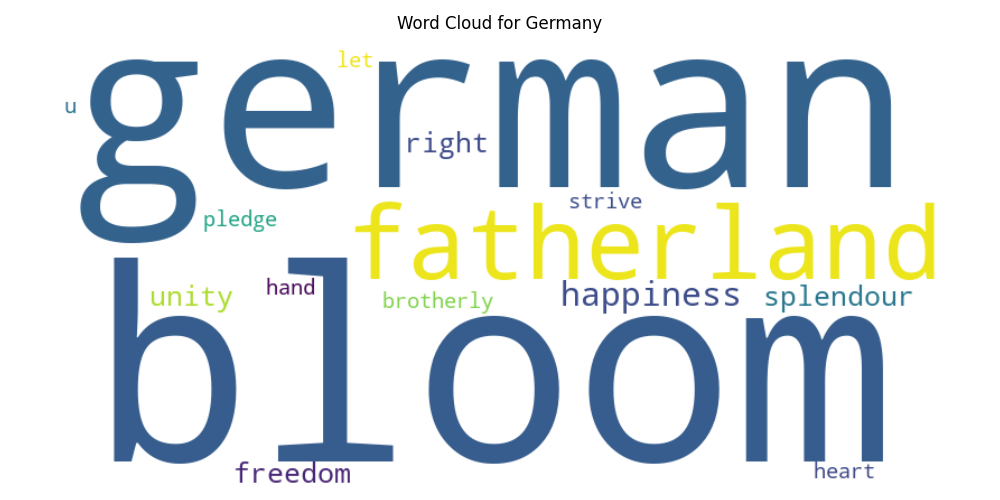 Word Cloud for Germany
let
u
german
right
strive
pledge
fatherland
hand
unity
brotherly
happiness
splendour
bloom
freedom
heart